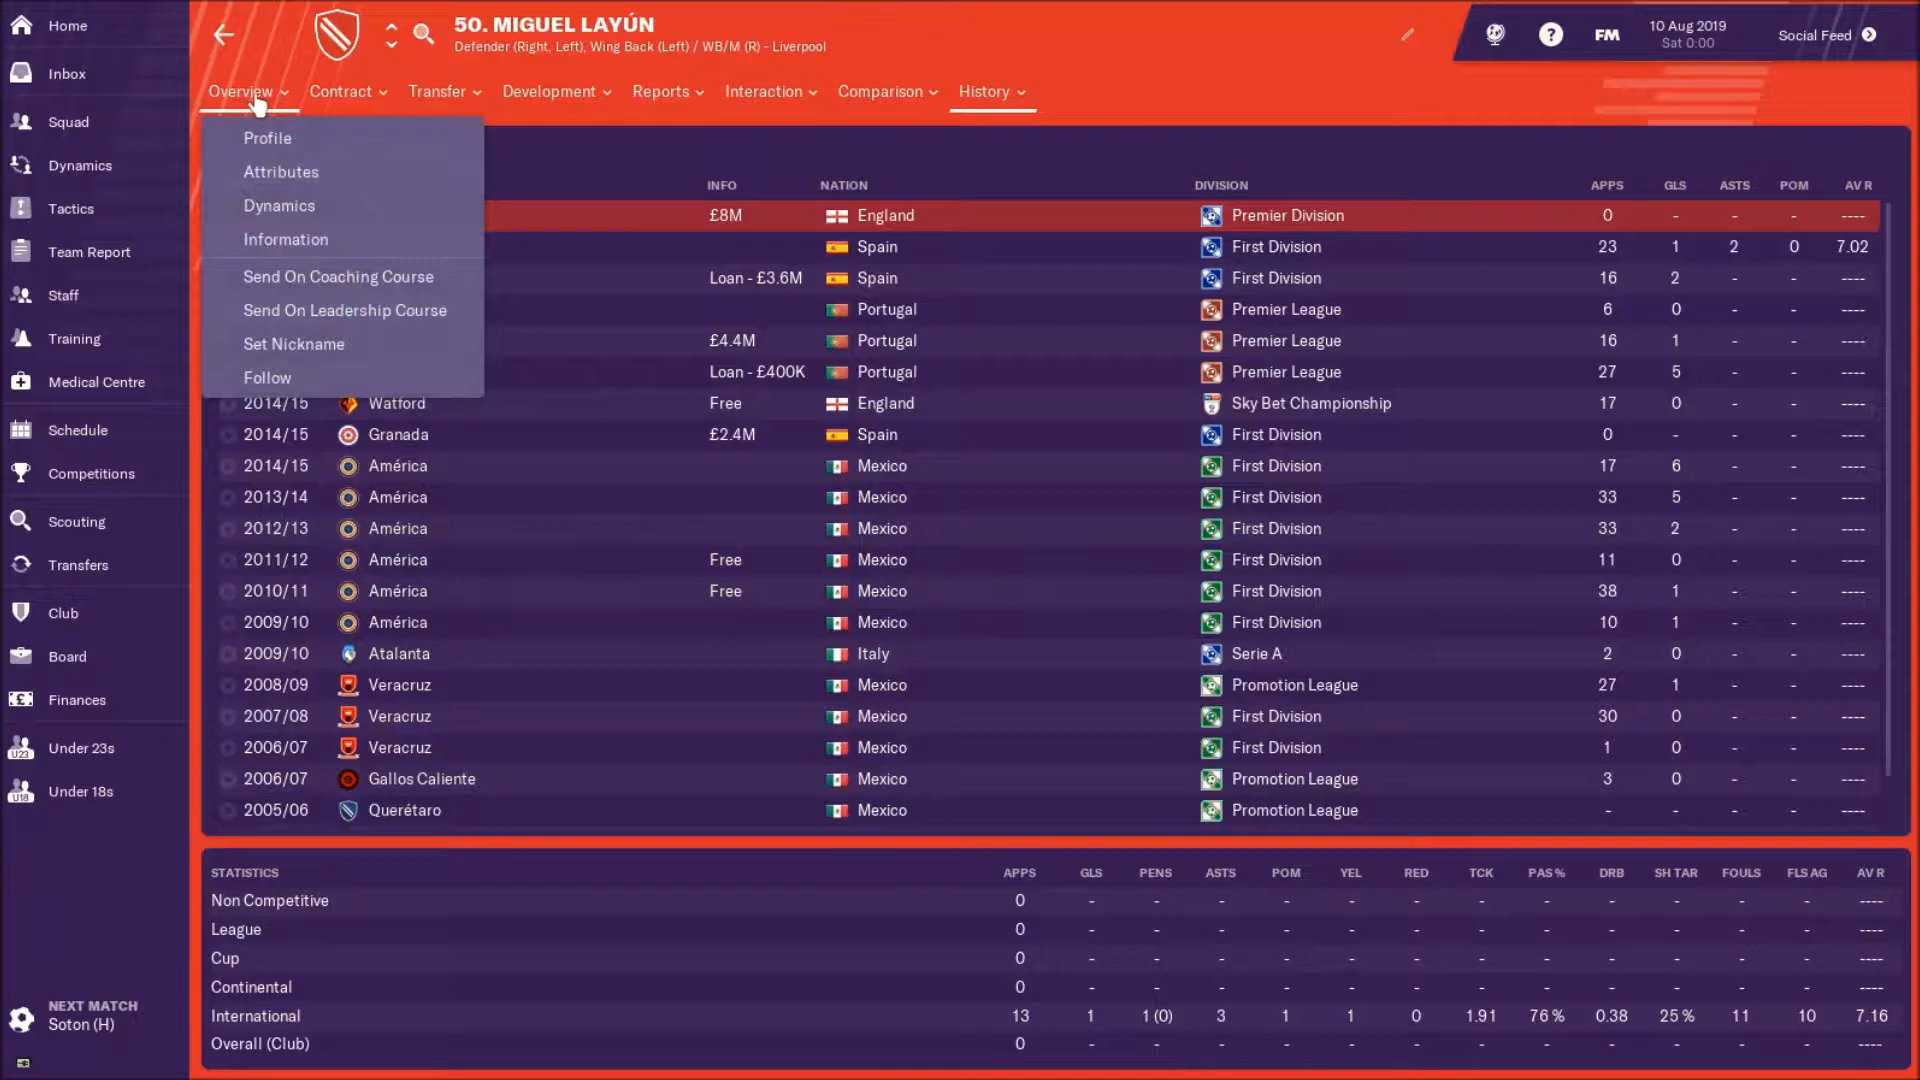 Home
Inbox
Squad
Dynamics
Tactics
Team Report
Staff
Training
Medical Centre
Schedule
Competitions
Scouting
Transfers
Club
Board
Finances
U23 Under 23s
U18 Under 18s
NEXT MATCH
Soton (H)
50. MIGUEL LAYÚN
Defender (Right, Left), Wing Back (Left) / WB/M (R) - Liverpool
? FM 10 Aug 2019
Sat 0:00
Social Feed
Overview Contract Transfer Development Reports Interaction Comparison History
Profile
Attributes
Dynamics
Information
Send On Coaching Course
Send On Leadership Course
Set Nickname
Follow
INFO NATION DIVISION APPS GLS ASTS POM AV R
£8M England Premier Division 0 - - - ----
Spain First Division 23 1 2 0 7.02
Loan - £3.6M Spain First Division 16 2 - - ----
Portugal Premier League 6 0 - - ----
£4.4M Portugal Premier League 16 1 - - ----
Loan - £400K Portugal Premier League 27 5 - - ----
2014/15 Watford Free England Sky Bet Championship 17 0 - - ----
2014/15 Granada £2.4M Spain First Division 0 - - - ----
2014/15 América Mexico First Division 17 6 - - ----
2013/14 América Mexico First Division 33 5 - - ----
2012/13 América Mexico First Division 33 2 - - ----
2011/12 América Free Mexico First Division 11 0 - - ----
2010/11 América Free Mexico First Division 38 1 - - ----
2009/10 América Mexico First Division 10 1 - - ----
2009/10 Atalanta Italy Serie A 2 0 - - ----
2008/09 Veracruz Mexico Promotion League 27 1 - - ----
2007/08 Veracruz Mexico First Division 30 0 - - ----
2006/07 Veracruz Mexico First Division 1 0 - - ----
2006/07 Gallos Caliente Mexico Promotion League 3 0 - - ----
2005/06 Querétaro Mexico Promotion League - - - - ----
STATISTICS APPS GLS PENS ASTS POM YEL RED TCK PAS % DRB SH TAR FOULS FLS AG AV R
Non Competitive 0 - - - - - - - - - - - - ----
League 0 - - - - - - - - - - - - ----
Cup 0 - - - - - - - - - - - - ----
Continental 0 - - - - - - - - - - - - ----
International 13 1 1 (0) 3 1 1 0 1.91 76 % 0.38 25 % 11 10 7.16
Overall (Club) 0 - - - - - - - - - - - - ----